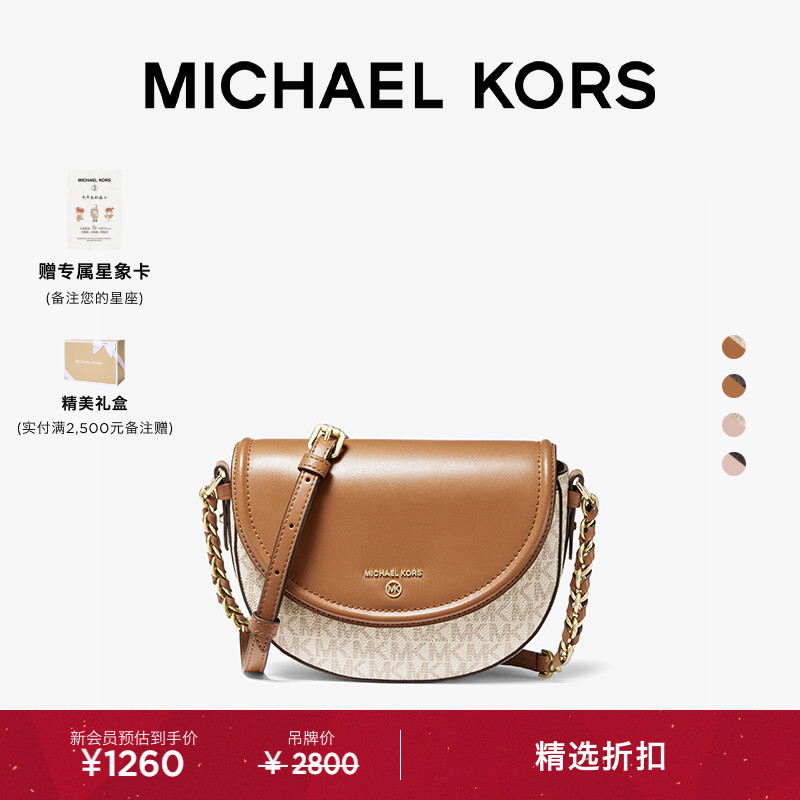 MICHAEL KORS
MICHAEL KORS
赠专属星象卡
(备注您的星座)
MICHAEL KORS
精美礼盒
(实付满2,500元备注赠)
MICHAEL KORS
MK
新会员预估到手价
¥1260
吊牌价
¥ 2800
精选折扣